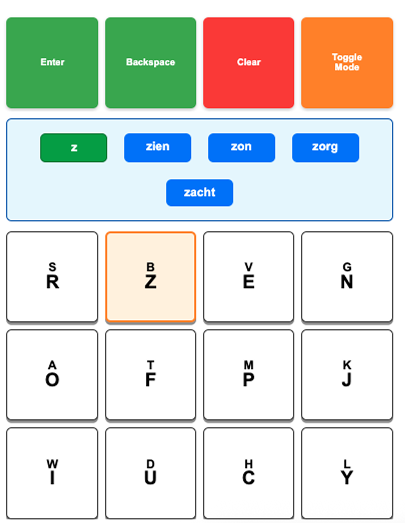 Enter Backspace Clear Toggle
Mode
z zien zon zorg
zacht
S B V G
R Z E N
A T M K
O F P J
W D H L
I U C Y